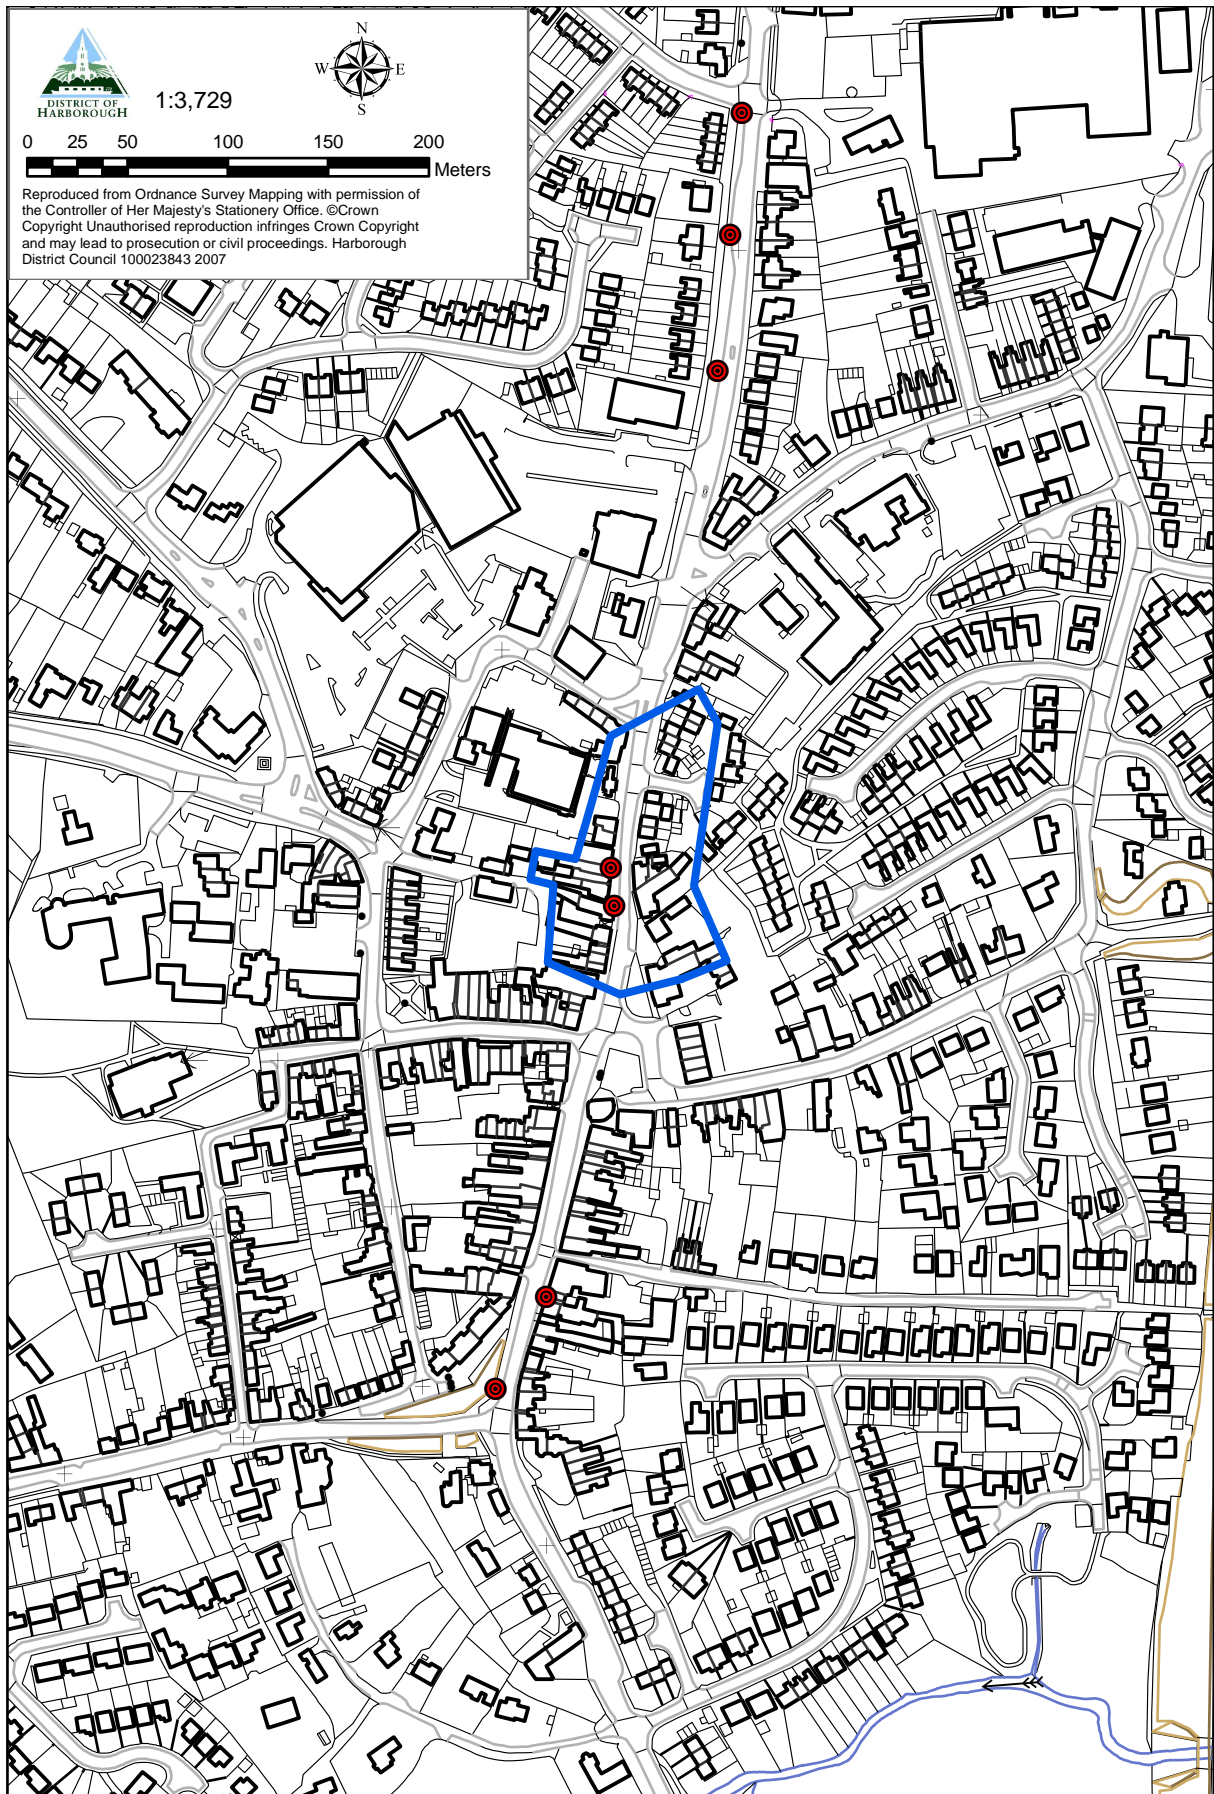 N
W E
S
DISTRICT OF
HARBOROUGH
1:3,729
0 25 50 100 150 200
Meters
Reproduced from Ordnance Survey Mapping with permission of
the Controller of Her Majesty's Stationery Office. ©Crown
Copyright Unauthorised reproduction infringes Crown Copyright
and may lead to prosecution or civil proceedings. Harborough
District Council 100023843 2007